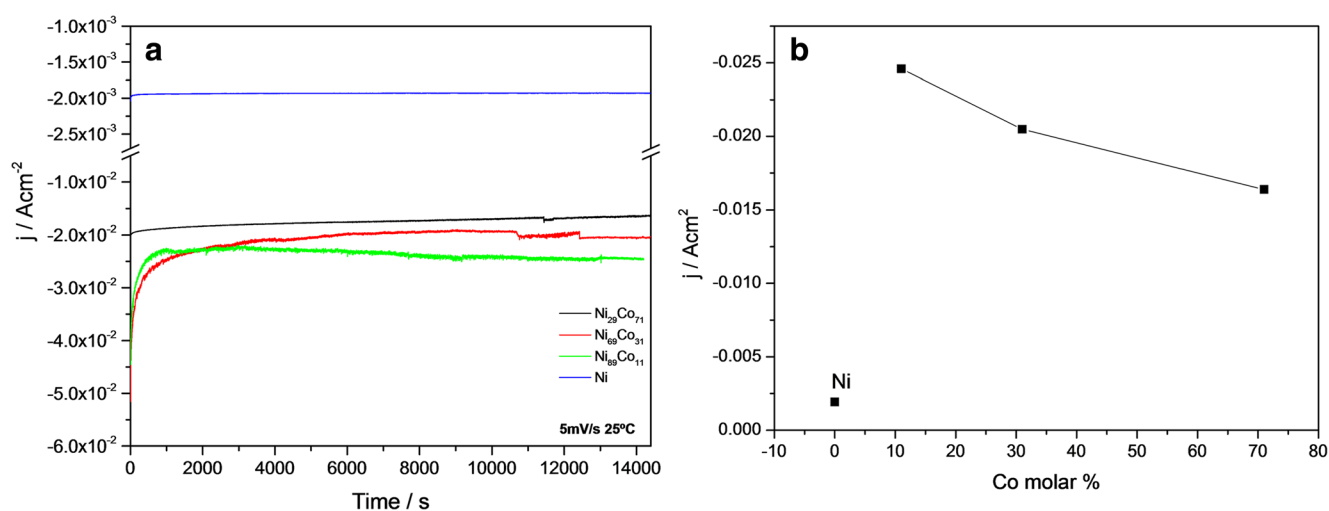 a
-1.0x10⁻³
-1.5x10⁻³
-2.0x10⁻³
-2.5x10⁻³
-1.0x10⁻²
-2.0x10⁻²
-3.0x10⁻²
-4.0x10⁻²
-5.0x10⁻²
-6.0x10⁻²
j / Acm⁻²
Ni₂₉Co₇₁
Ni₆₉Co₃₁
Ni₈₉Co₁₁
Ni
5mV/s 25ºC
0 2000 4000 6000 8000 10000 12000 14000
Time / s
b
-0.025
-0.020
-0.015
-0.010
-0.005
0.000
j / Acm²
Ni
-10 0 10 20 30 40 50 60 70 80
Co molar %